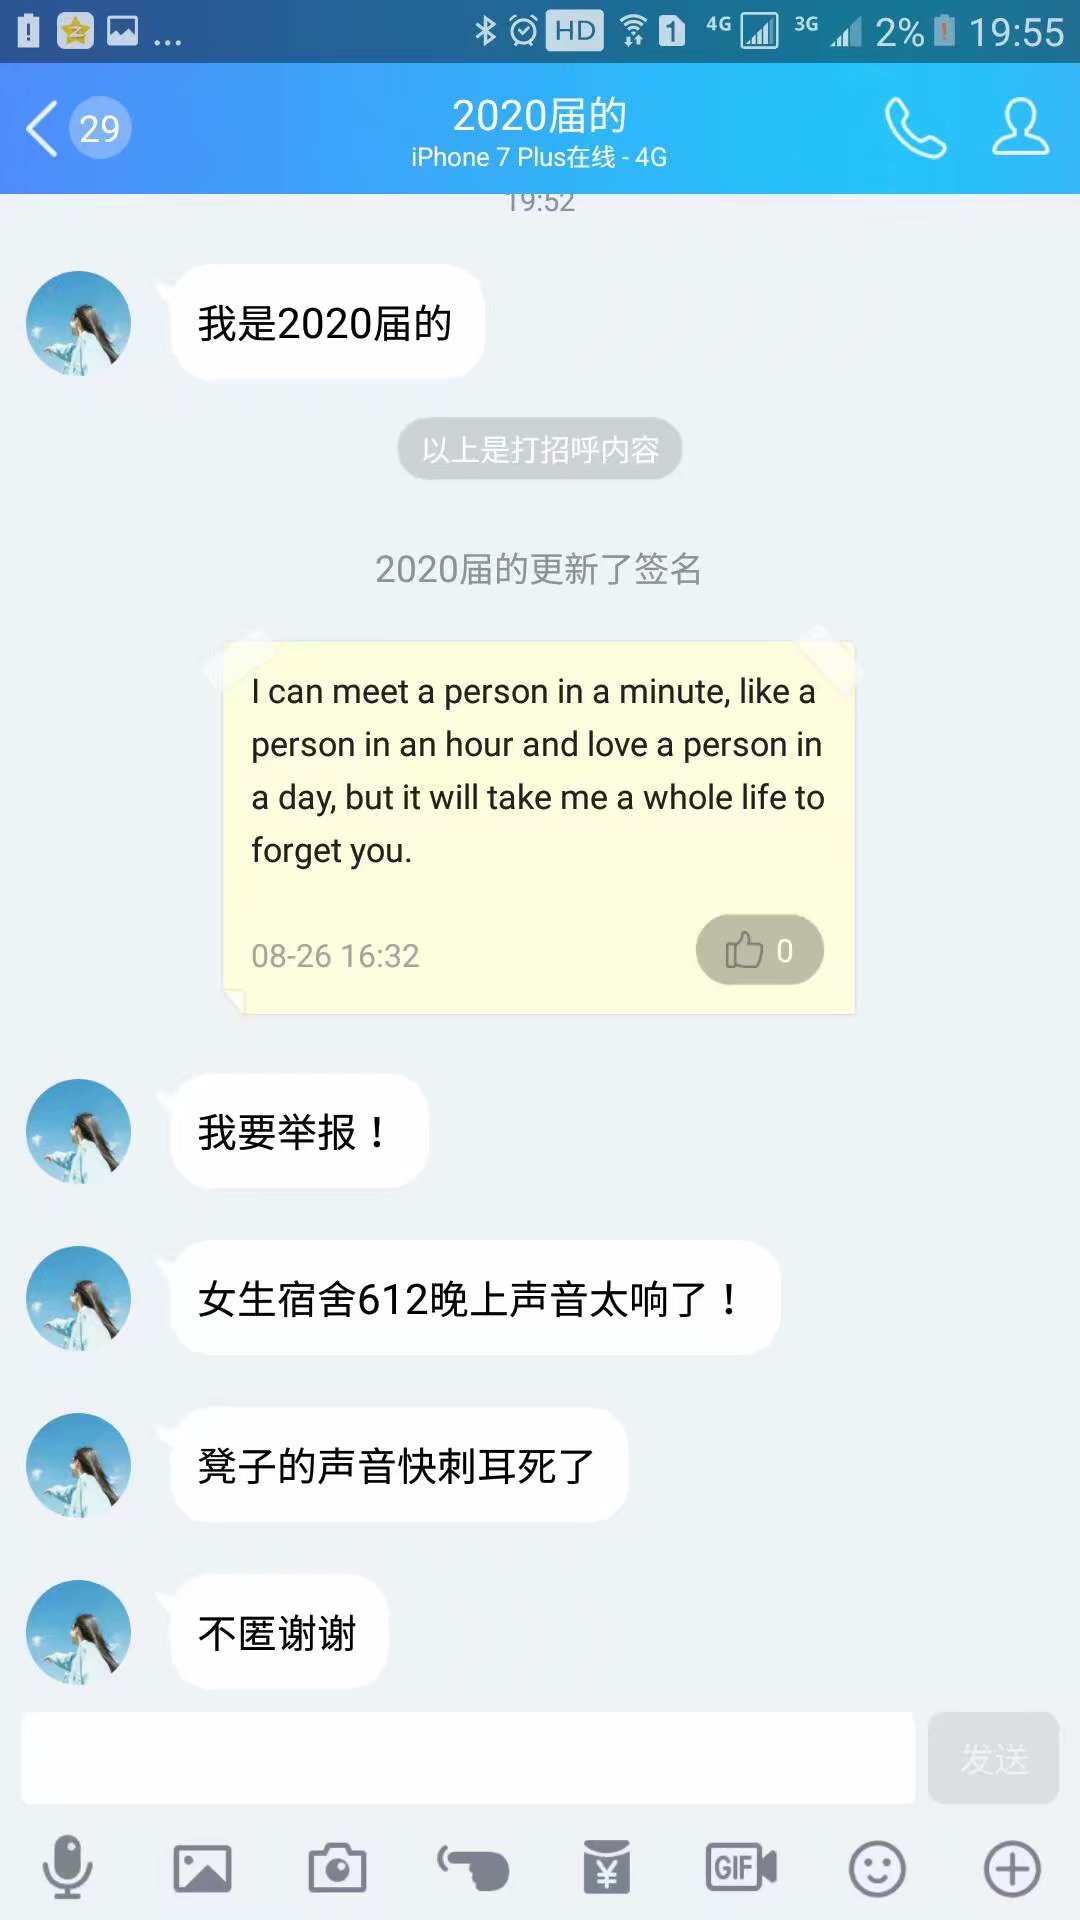 ... HD 1 4G 3G 2% 19:55
29
2020届的
iPhone 7 Plus在线 - 4G
19:52
我是2020届的
以上是打招呼内容
2020届的更新了签名
I can meet a person in a minute, like a
person in an hour and love a person in
a day, but it will take me a whole life to
forget you.
08-26 16:32
0
我要举报！
女生宿舍612晚上声音太响了！
凳子的声音快刺耳死了
不匿谢谢
发送
¥
GIF